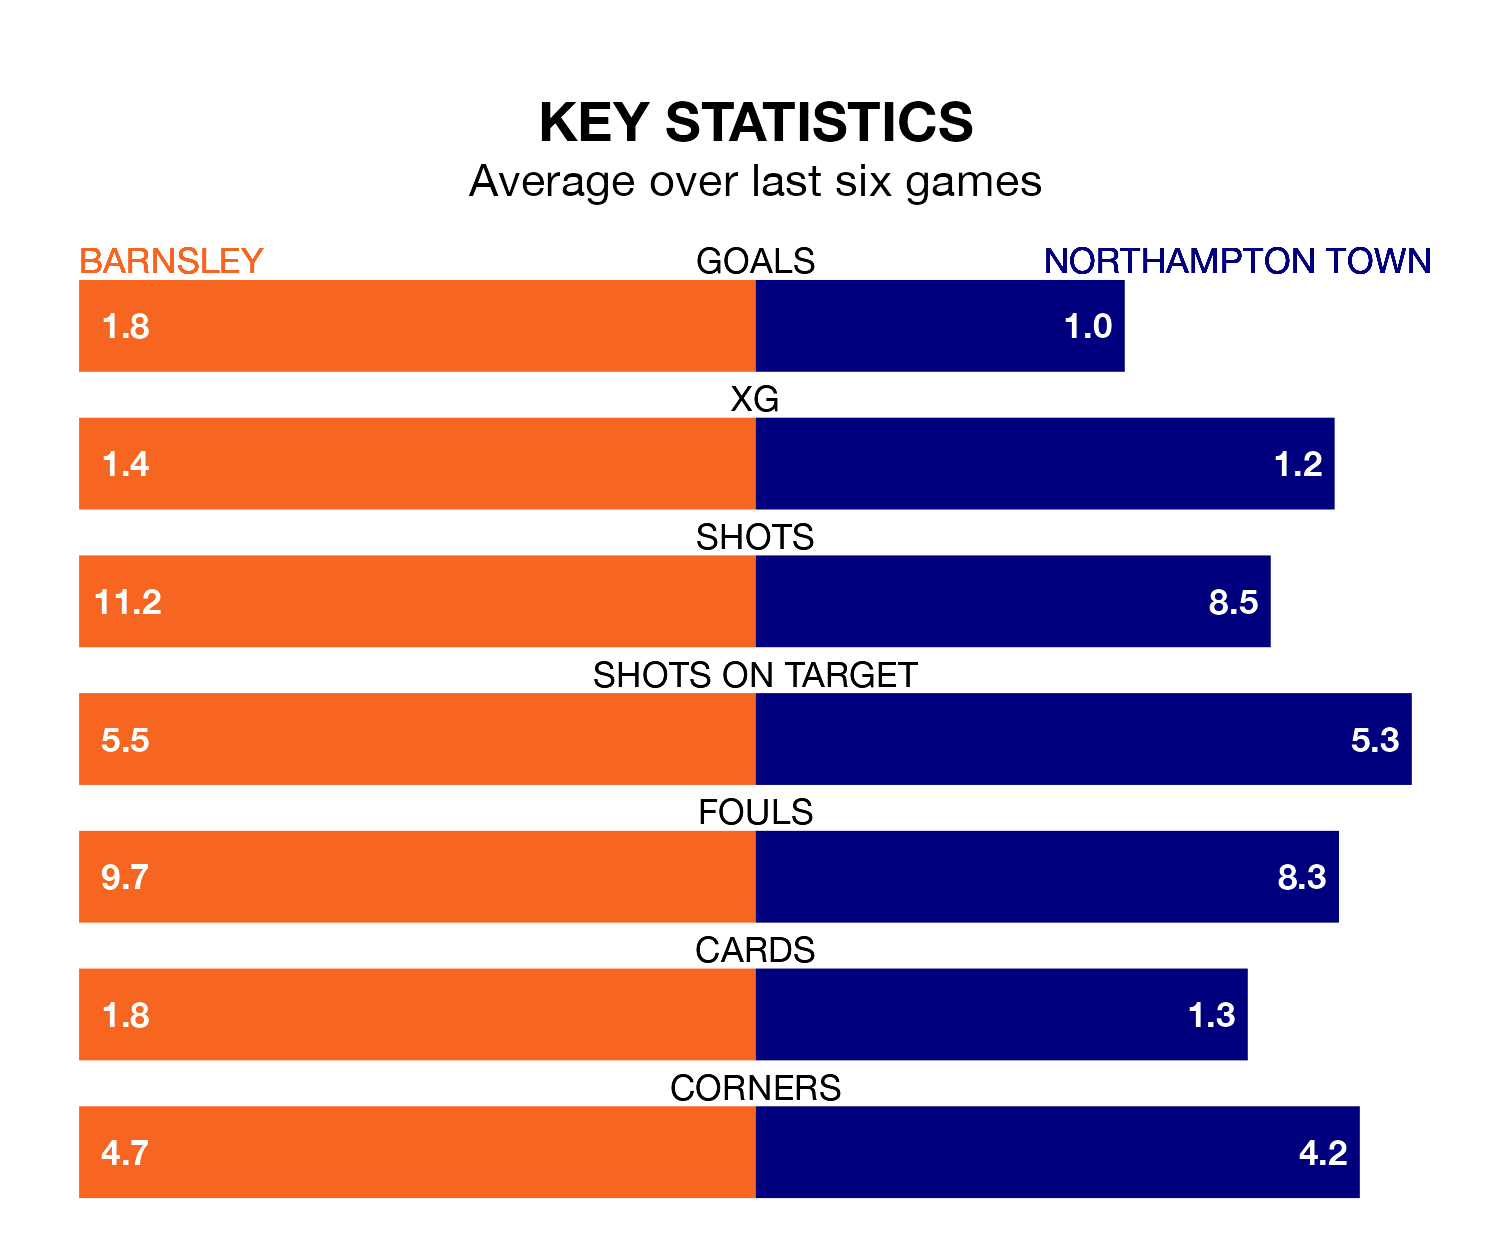 KEY STATISTICS
Average over last six games
BARNSLEY GOALS NORTHAMPTON TOWN
1.8 1.0
XG
1.4 1.2
SHOTS
11.2 8.5
SHOTS ON TARGET
5.5 5.3
FOULS
9.7 8.3
CARDS
1.8 1.3
CORNERS
4.7 4.2